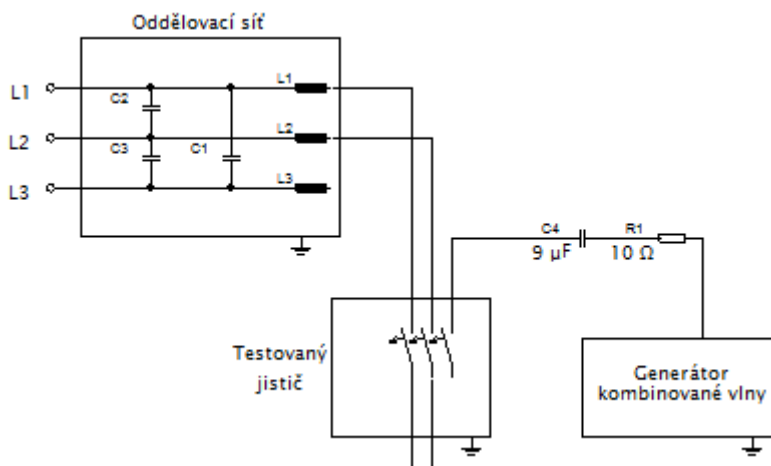 Oddělovací síť
L1
L1
C2
L2
L2
C3
C1
L3
L3
C4
R1
9 µF
10 Ω
Testovaný
jistič
Generátor
kombinované vlny